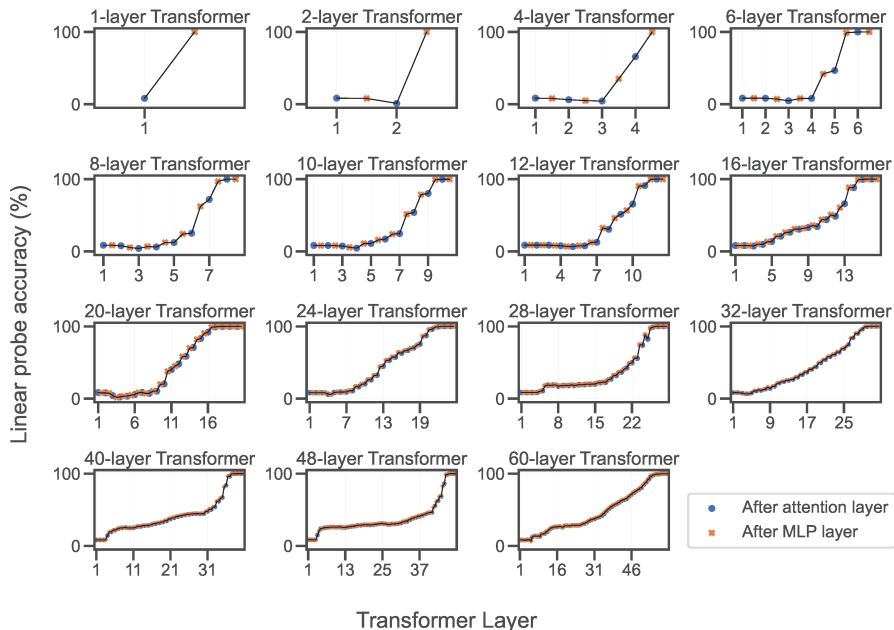 1-layer Transformer
2-layer Transformer
4-layer Transformer
6-layer Transformer
100
0
1
100
0
1 2
100
0
1 2 3 4
100
0
1 2 3 4 5 6
8-layer Transformer
10-layer Transformer
12-layer Transformer
16-layer Transformer
100
0
1 3 5 7
100
0
1 3 5 7 9
100
0
1 4 7 10
100
0
1 5 9 13
20-layer Transformer
24-layer Transformer
28-layer Transformer
32-layer Transformer
100
0
1 6 11 16
100
0
1 7 13 19
100
0
1 8 15 22
100
0
1 9 17 25
40-layer Transformer
48-layer Transformer
60-layer Transformer
100
0
1 11 21 31
100
0
1 13 25 37
100
0
1 16 31 46
After attention layer
After MLP layer
Linear probe accuracy (%)
Transformer Layer